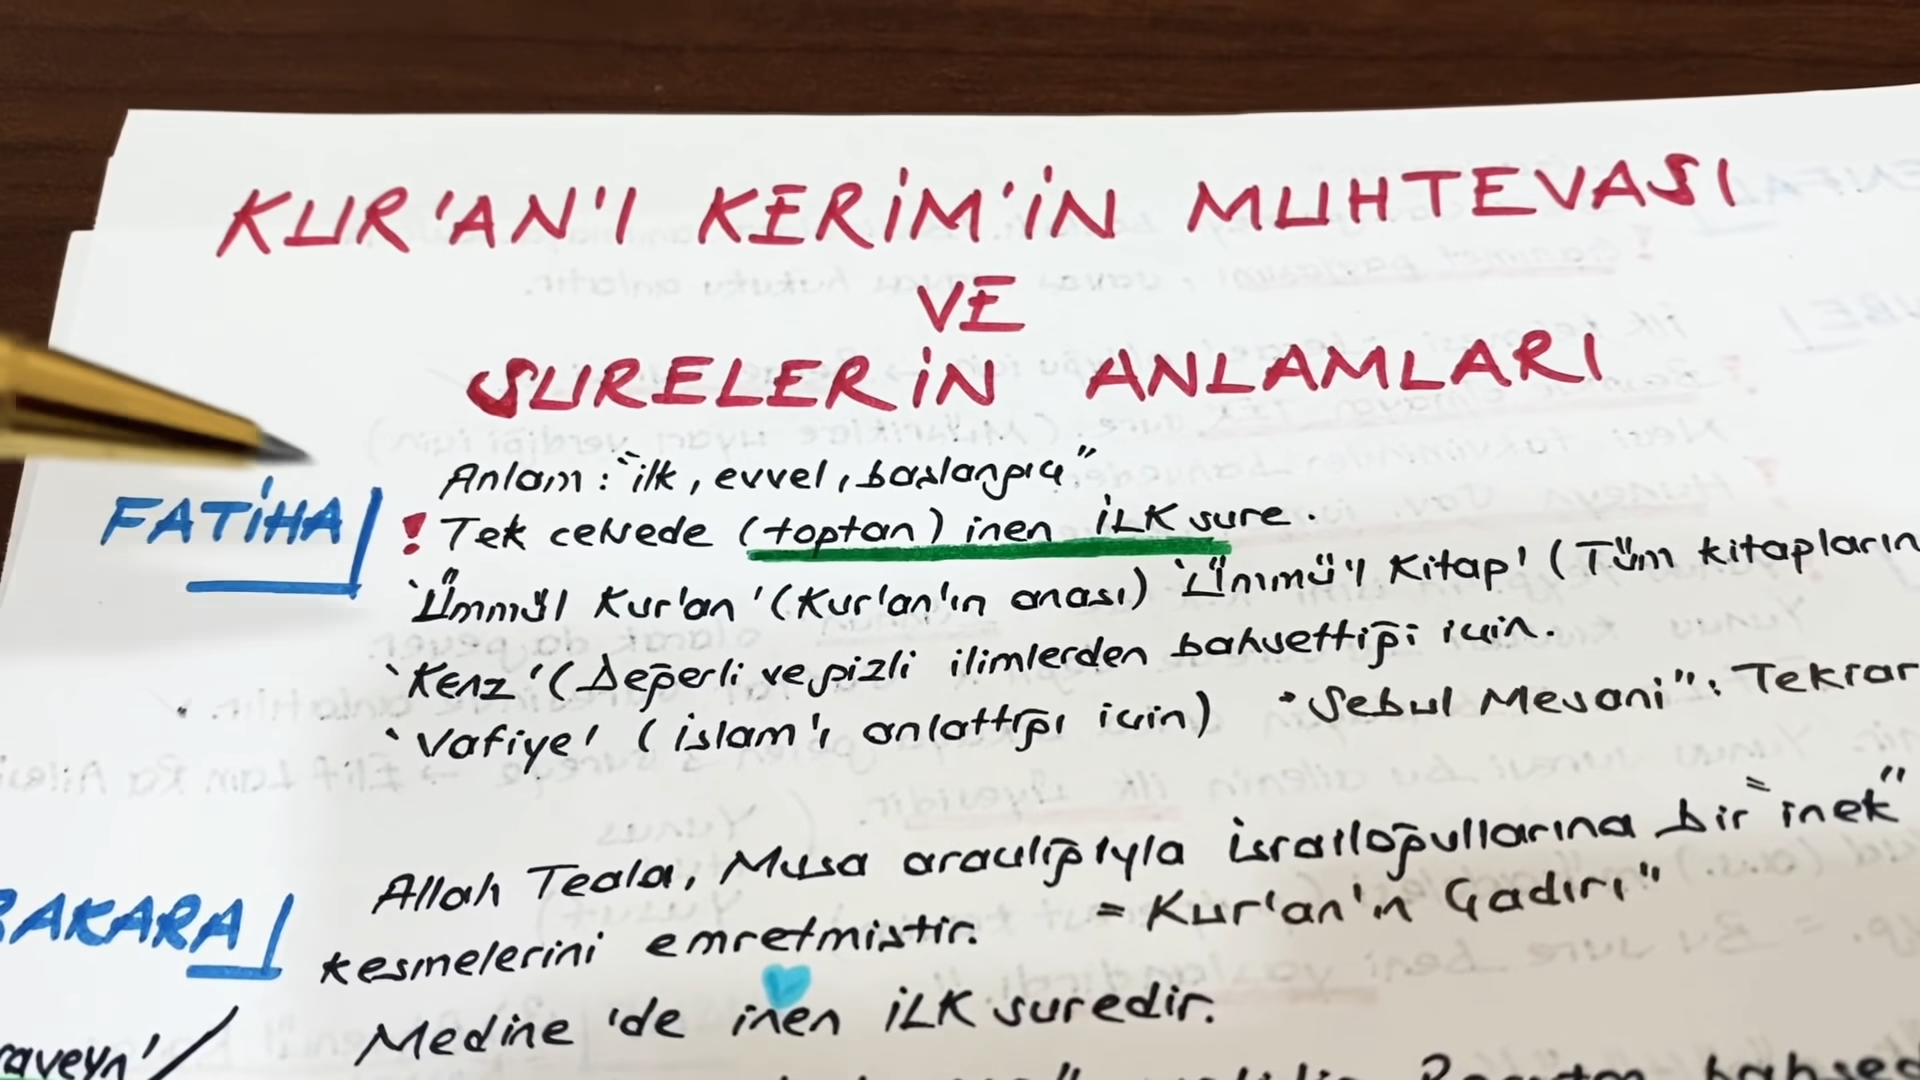 KUR'AN'I KERİM'İN MUHTEVASI
VE
SURELERİN ANLAMLARI
FATİHA
Anlam : "ilk, evvel, başlangıç"
! Tek celsede (toptan) inen İLK sure.
'Ümmül Kur'an' (Kur'an'ın anası) 'Ümmü'l Kitap' (Tüm kitapların
'Kenz' (Değerli ve gizli ilimlerden bahsettiği için.
'Vafiye' (İslam'ı anlattığı için) "Sebul Mesani": Tekrar
BAKARA
Allah Teala, Musa aracılığıyla İsrailoğullarına bir "inek"
kesmelerini emretmiştir. = Kur'an'ın Çadırı"
Medine'de inen İLK suredir.
raveyn'